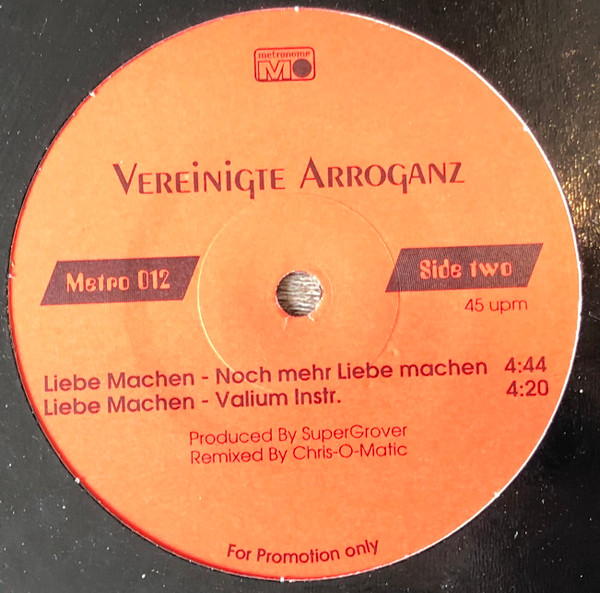 metronome
MO
Vereinigte Arroganz
Metro 012
Side two
45 upm
Liebe Machen - Noch mehr Liebe machen 4:44
Liebe Machen - Valium Instr. 4:20
Produced By SuperGrover
Remixed By Chris-O-Matic
For Promotion only